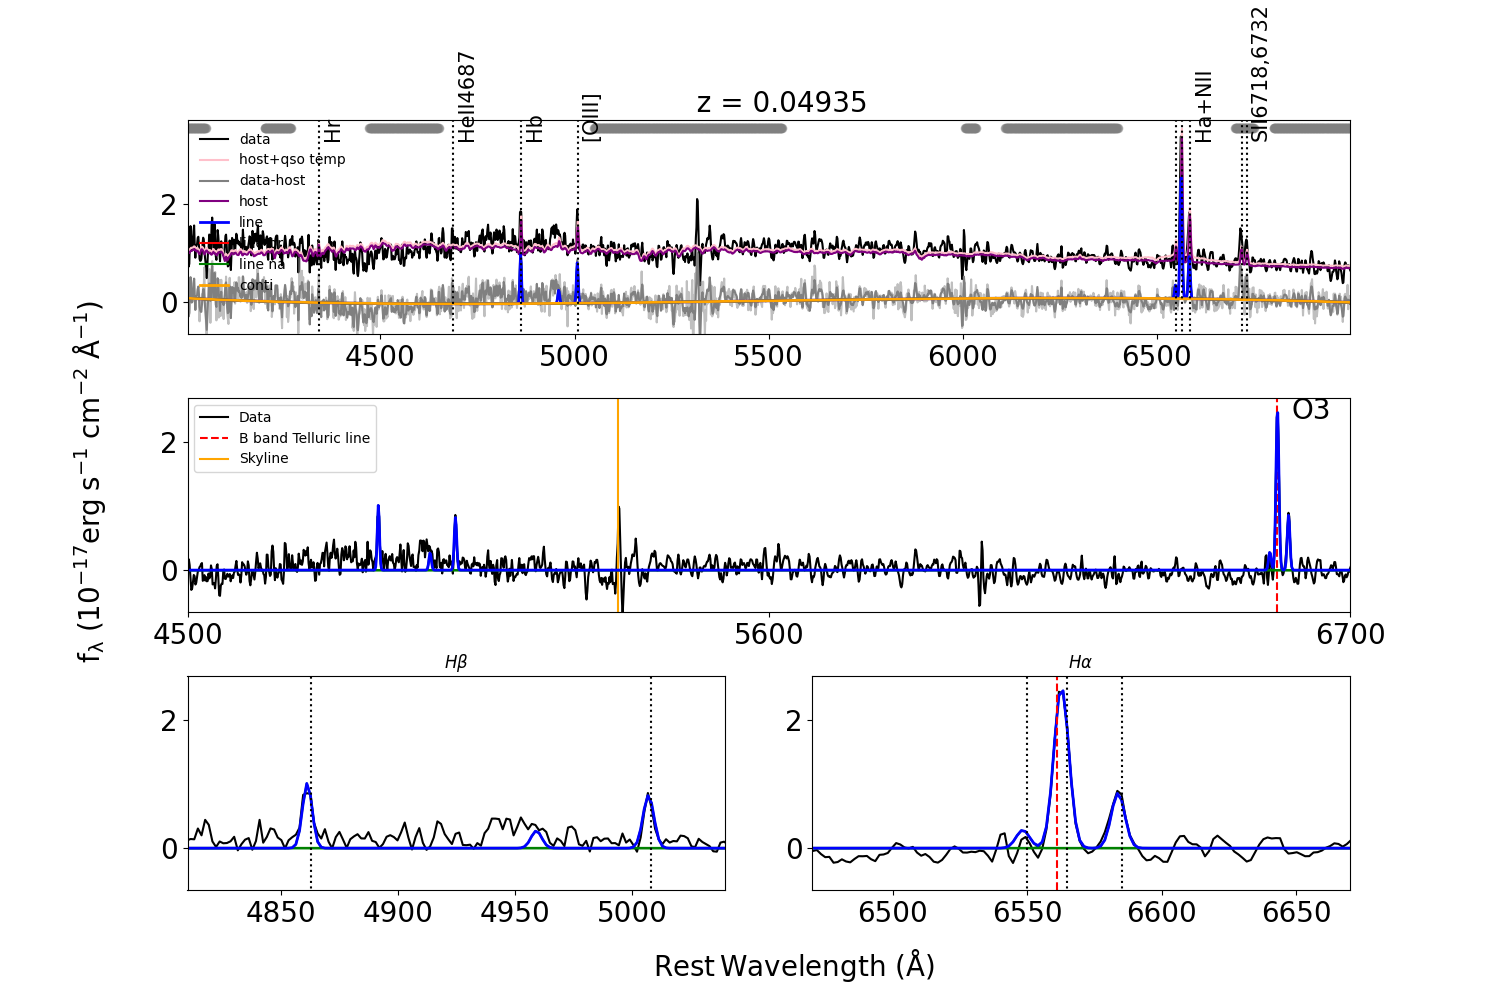 z = 0.04935
Hr
HeII4687
Hb
[OIII]
Ha+NII
SII6718,6732
data
host+qso temp
data-host
host
line
line na
conti
2
0
4500
5000
5500
6000
6500
Data
B band Telluric line
Skyline
O3
2
0
4500
5600
6700
fλ (10⁻¹⁷erg s⁻¹ cm⁻² Å⁻¹)
Hβ
2
0
4850
4900
4950
5000
Hα
2
0
6500
6550
6600
6650
Rest Wavelength (Å)